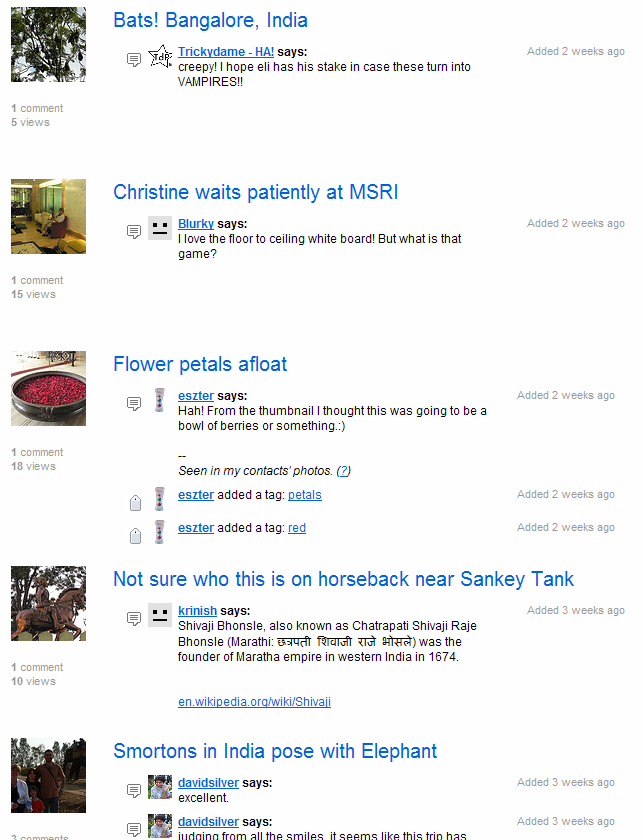 Bats! Bangalore, India
Trickydame - HA! says:
Added 2 weeks ago
creepy! I hope eli has his stake in case these turn into
VAMPIRES!!
1 comment
5 views
Christine waits patiently at MSRI
Blurky says:
Added 2 weeks ago
I love the floor to ceiling white board! But what is that
game?
1 comment
15 views
Flower petals afloat
eszter says:
Added 2 weeks ago
Hah! From the thumbnail I thought this was going to be a
bowl of berries or something.:)
--
Seen in my contacts' photos. (?)
1 comment
18 views
eszter added a tag: petals
Added 2 weeks ago
eszter added a tag: red
Added 2 weeks ago
Not sure who this is on horseback near Sankey Tank
krinish says:
Added 3 weeks ago
Shivaji Bhonsle, also known as Chatrapati Shivaji Raje
Bhonsle (Marathi: छत्रपती शिवाजी राजे भोसले) was the
founder of Maratha empire in western India in 1674.
en.wikipedia.org/wiki/Shivaji
1 comment
10 views
Smortons in India pose with Elephant
davidsilver says:
Added 3 weeks ago
excellent.
davidsilver says:
Added 3 weeks ago
judging from all the smiles, it seems like this trip has
3 comments